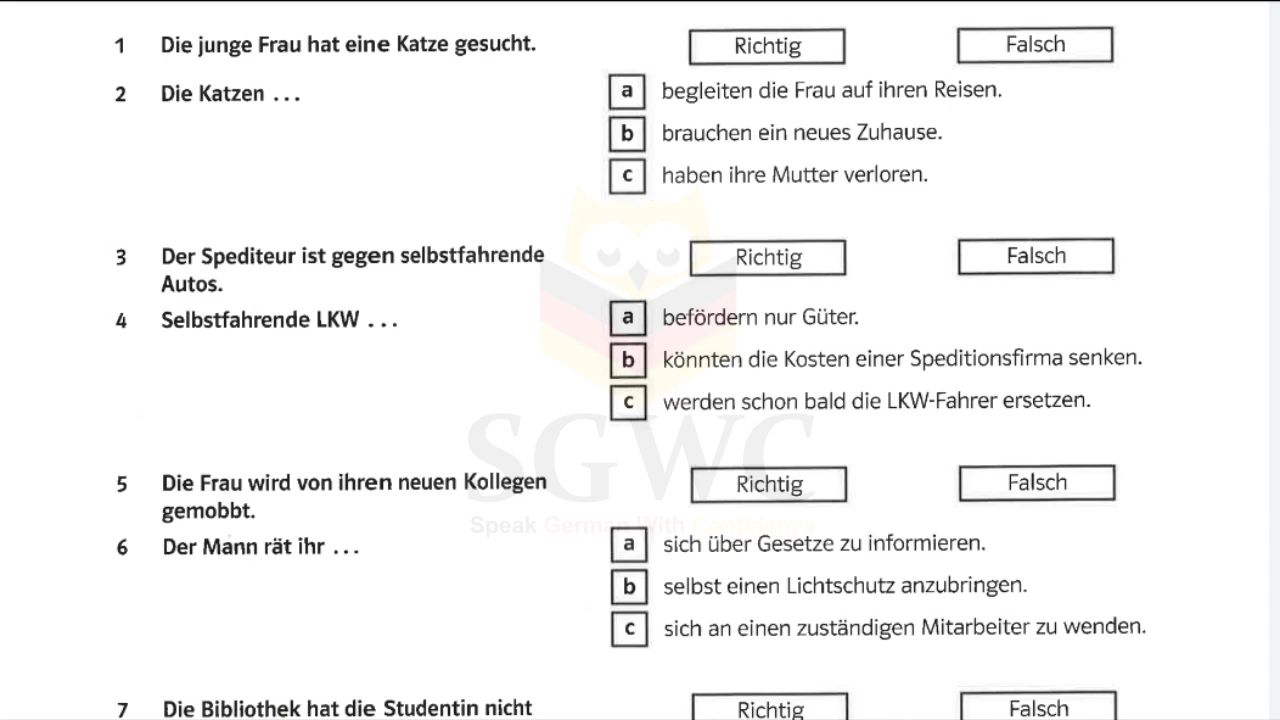 1 Die junge Frau hat eine Katze gesucht. Richtig Falsch
2 Die Katzen ... a begleiten die Frau auf ihren Reisen.
b brauchen ein neues Zuhause.
c haben ihre Mutter verloren.
3 Der Spediteur ist gegen selbstfahrende Richtig Falsch
Autos.
4 Selbstfahrende LKW ... a befördern nur Güter.
b könnten die Kosten einer Speditionsfirma senken.
c werden schon bald die LKW-Fahrer ersetzen.
SGWC
5 Die Frau wird von ihren neuen Kollegen Richtig Falsch
gemobbt.
Speak German With Confidence
6 Der Mann rät ihr ... a sich über Gesetze zu informieren.
b selbst einen Lichtschutz anzubringen.
c sich an einen zuständigen Mitarbeiter zu wenden.
7 Die Bibliothek hat die Studentin nicht Richtig Falsch